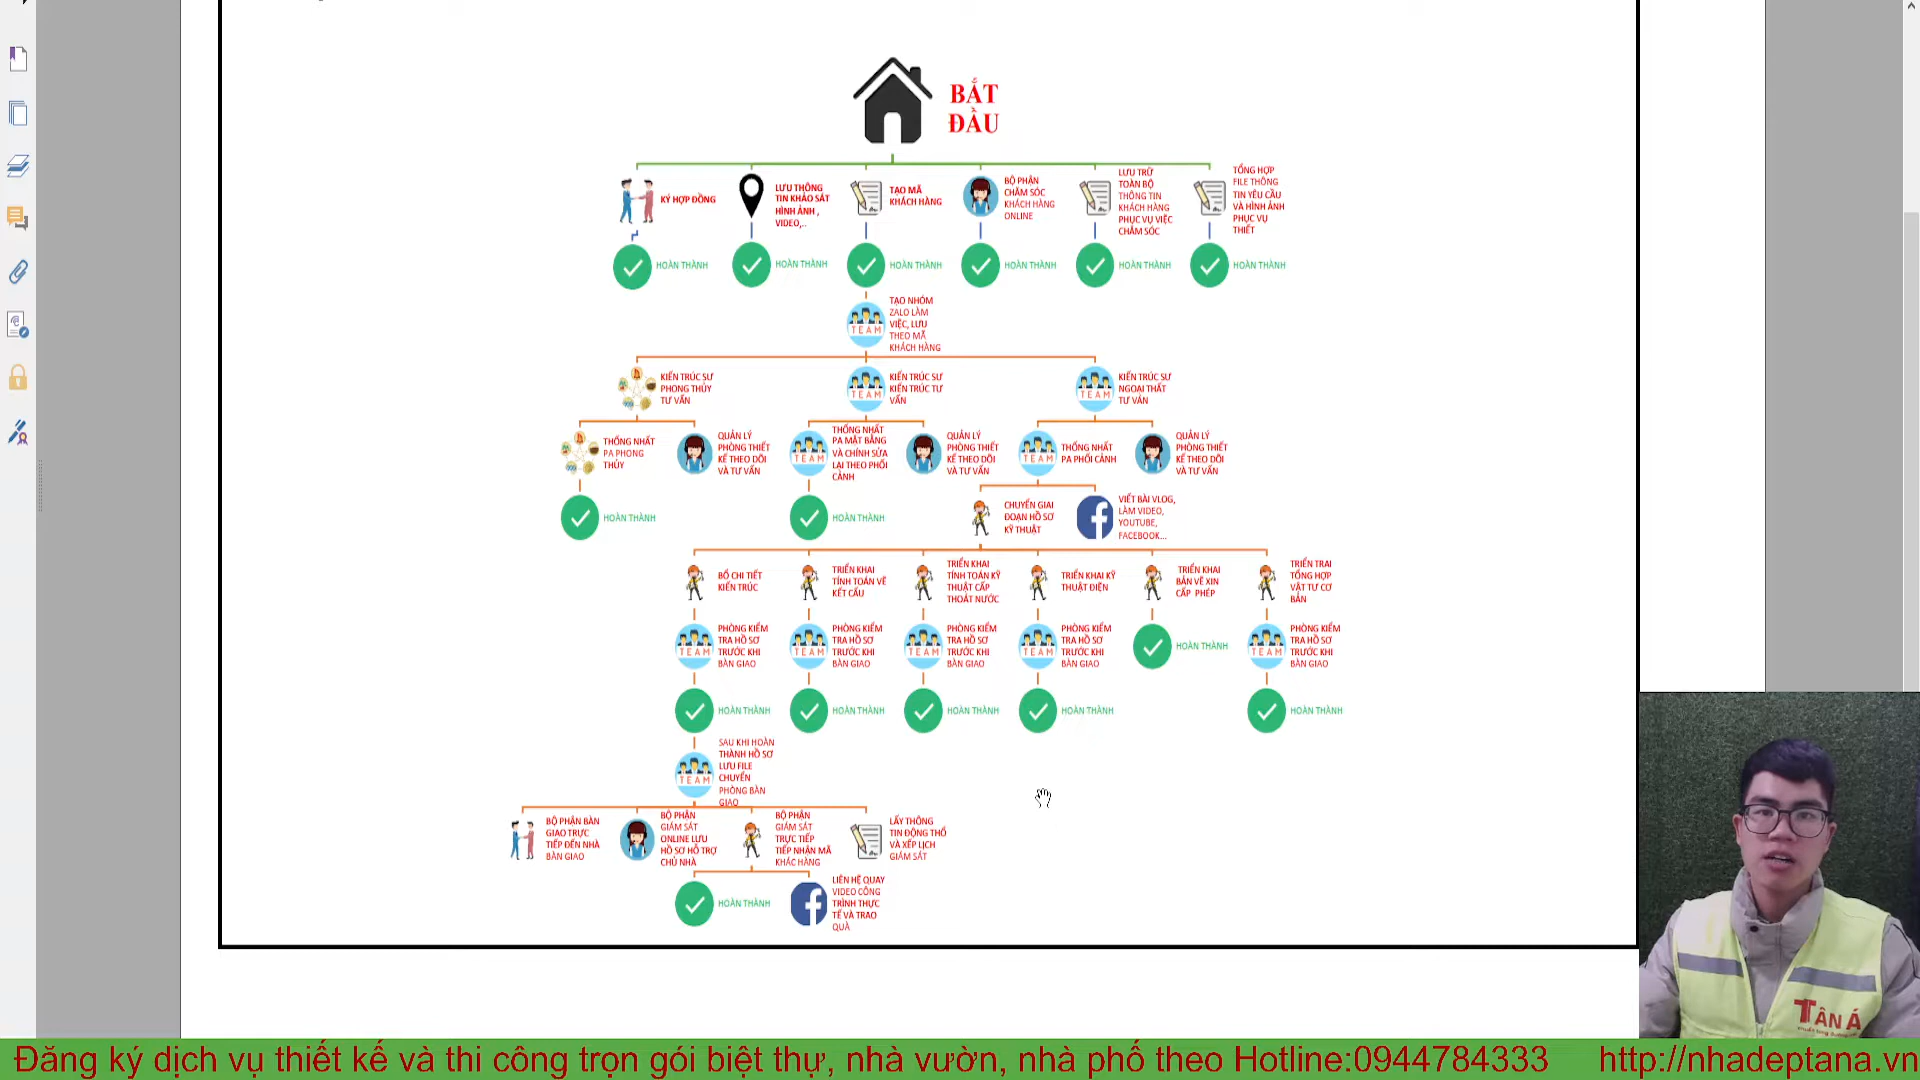 BẮT
ĐẦU
KÝ HỢP ĐỒNG
LƯU THÔNG
TIN KHẢO SÁT
HÌNH ẢNH ,
VIDEO,..
TẠO MÃ
KHÁCH HÀNG
BỘ PHẬN
CHĂM SÓC
KHÁCH HÀNG
ONLINE
LƯU TRỮ
TOÀN BỘ
THÔNG TIN
KHÁCH HÀNG
PHỤC VỤ VIỆC
CHĂM SÓC
TỔNG HỢP
FILE THÔNG
TIN YÊU CẦU
VÀ HÌNH ẢNH
PHỤC VỤ
THIẾT
HOÀN THÀNH
HOÀN THÀNH
HOÀN THÀNH
HOÀN THÀNH
HOÀN THÀNH
HOÀN THÀNH
TEAM
TẠO NHÓM
ZALO LÀM
VIỆC, LƯU
THEO MÃ
KHÁCH HÀNG
KIẾN TRÚC SƯ
PHONG THỦY
TƯ VẤN
TEAM
KIẾN TRÚC SƯ
KIẾN TRÚC TƯ
VẤN
TEAM
KIẾN TRÚC SƯ
NGOẠI THẤT
TƯ VẤN
THỐNG NHẤT
PA PHONG
THỦY
QUẢN LÝ
PHÒNG THIẾT
KẾ THEO DÕI
VÀ TƯ VẤN
TEAM
THỐNG NHẤT
PA MẶT BẰNG
VÀ CHỈNH SỬA
LẠI THEO PHỐI
CẢNH
QUẢN LÝ
PHÒNG THIẾT
KẾ THEO DÕI
VÀ TƯ VẤN
TEAM
THỐNG NHẤT
PA PHỐI CẢNH
QUẢN LÝ
PHÒNG THIẾT
KẾ THEO DÕI
VÀ TƯ VẤN
HOÀN THÀNH
HOÀN THÀNH
CHUYỂN GIAI
ĐOẠN HỒ SƠ
KỸ THUẬT
VIẾT BÀI VLOG,
LÀM VIDEO,
YOUTUBE,
FACEBOOK...
BỔ CHI TIẾT
KIẾN TRÚC
TRIỂN KHAI
TÍNH TOÁN VẼ
KẾT CẤU
TRIỂN KHAI
TÍNH TOÁN KỸ
THUẬT CẤP
THOÁT NƯỚC
TRIỂN KHAI KỸ
THUẬT ĐIỆN
TRIỂN KHAI
BẢN VẼ XIN
CẤP PHÉP
TRIỂN TRAI
TỔNG HỢP
VẬT TƯ CƠ
BẢN
TEAM
PHÒNG KIỂM
TRA HỒ SƠ
TRƯỚC KHI
BÀN GIAO
TEAM
PHÒNG KIỂM
TRA HỒ SƠ
TRƯỚC KHI
BÀN GIAO
TEAM
PHÒNG KIỂM
TRA HỒ SƠ
TRƯỚC KHI
BÀN GIAO
TEAM
PHÒNG KIỂM
TRA HỒ SƠ
TRƯỚC KHI
BÀN GIAO
HOÀN THÀNH
TEAM
PHÒNG KIỂM
TRA HỒ SƠ
TRƯỚC KHI
BÀN GIAO
HOÀN THÀNH
HOÀN THÀNH
HOÀN THÀNH
HOÀN THÀNH
HOÀN THÀNH
TEAM
SAU KHI HOÀN
THÀNH HỒ SƠ
LƯU FILE
CHUYỂN
PHÒNG BÀN
GIAO
BỘ PHẬN BÀN
GIAO TRỰC
TIẾP ĐẾN NHÀ
BÀN GIAO
BỘ PHẬN
GIÁM SÁT
ONLINE LƯU
HỒ SƠ HỖ TRỢ
CHỦ NHÀ
BỘ PHẬN
GIÁM SÁT
TRỰC TIẾP
TIẾP NHẬN MÃ
KHÁC HÀNG
LẤY THÔNG
TIN ĐỘNG THỔ
VÀ XẾP LỊCH
GIÁM SÁT
HOÀN THÀNH
LIÊN HỆ QUAY
VIDEO CÔNG
TRÌNH THỰC
TẾ VÀ TRAO
QUÀ
TÂN Á
Đăng ký dịch vụ thiết kế và thi công trọn gói biệt thự, nhà vườn, nhà phố theo Hotline:0944784333 http://nhadeptana.vn